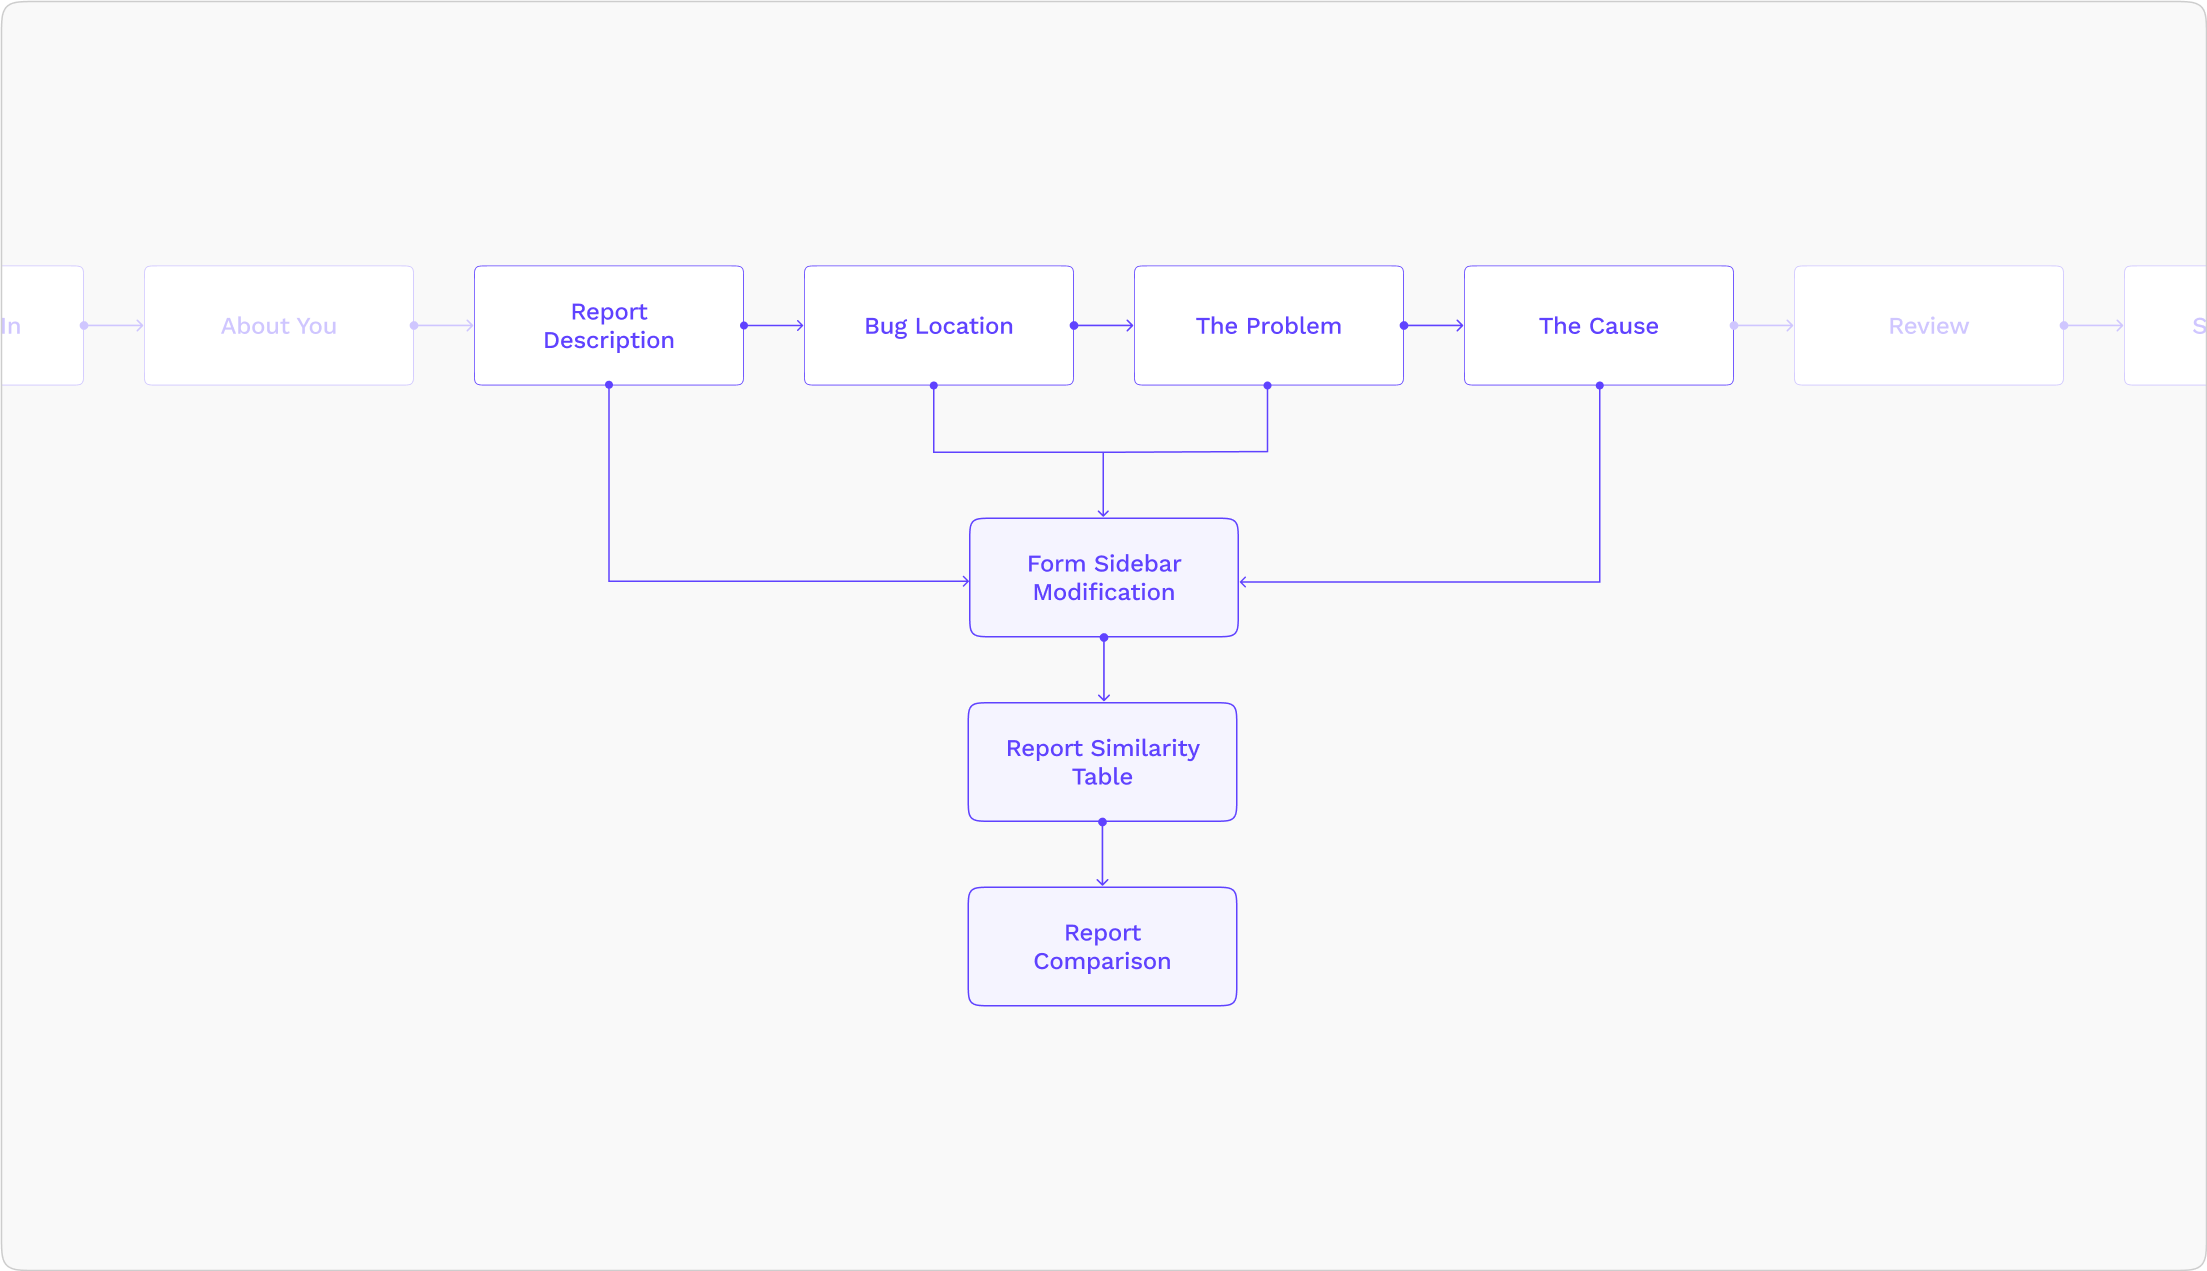 In
About You
Report
Description
Bug Location
The Problem
The Cause
Review
S
Form Sidebar
Modification
Report Similarity
Table
Report
Comparison